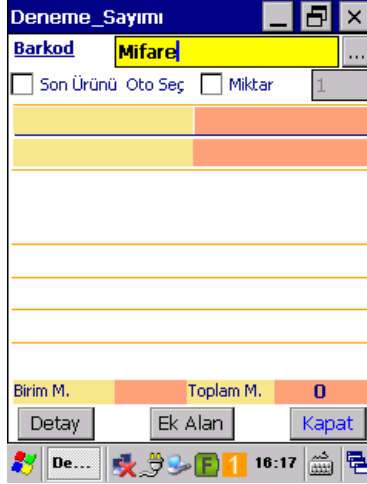 Deneme_Sayımı
Barkod Mifare ...
Son Ürünü Oto Seç Miktar 1
Birim M. Toplam M. 0
Detay Ek Alan Kapat
De... F 1 16:17